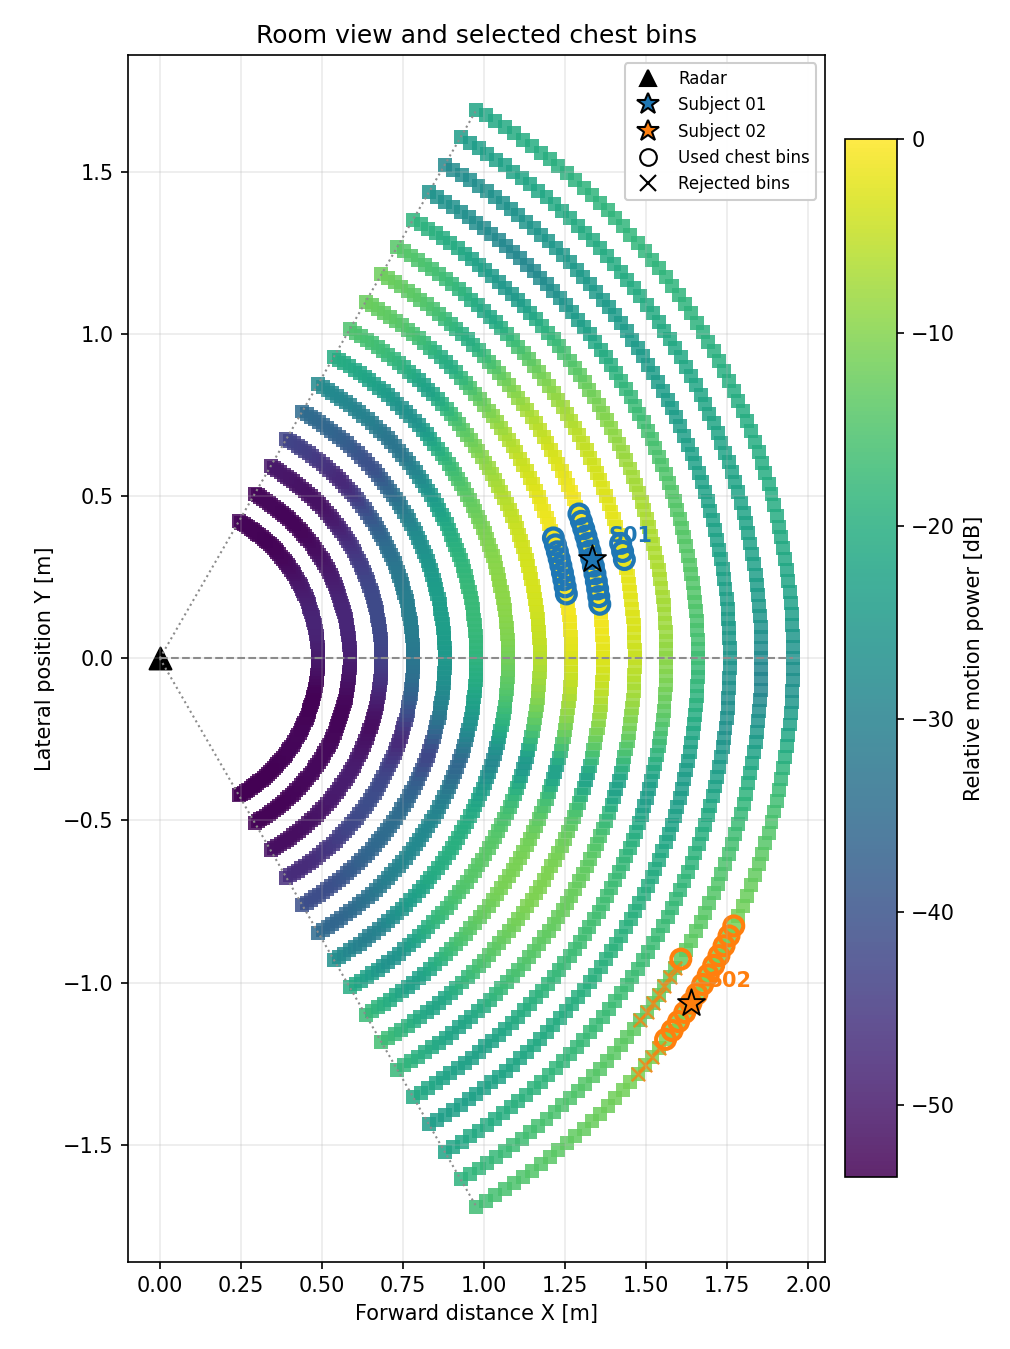 Room view and selected chest bins
Radar
Subject 01
Subject 02
Used chest bins
Rejected bins
S01
S02
1.5
1.0
0.5
0.0
−0.5
−1.0
−1.5
Lateral position Y [m]
0.00 0.25 0.50 0.75 1.00 1.25 1.50 1.75 2.00
Forward distance X [m]
0
−10
−20
−30
−40
−50
Relative motion power [dB]